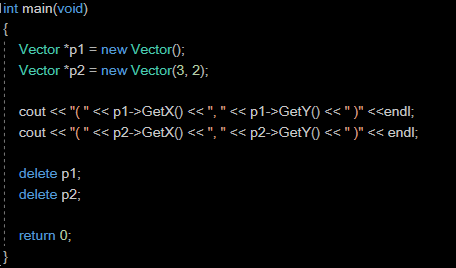 int main(void)
{
Vector *p1 = new Vector();
Vector *p2 = new Vector(3, 2);
cout << "( " << p1->GetX() << ", " << p1->GetY() << " )" <<endl;
cout << "( " << p2->GetX() << ", " << p2->GetY() << " )" << endl;
delete p1;
delete p2;
return 0;
}